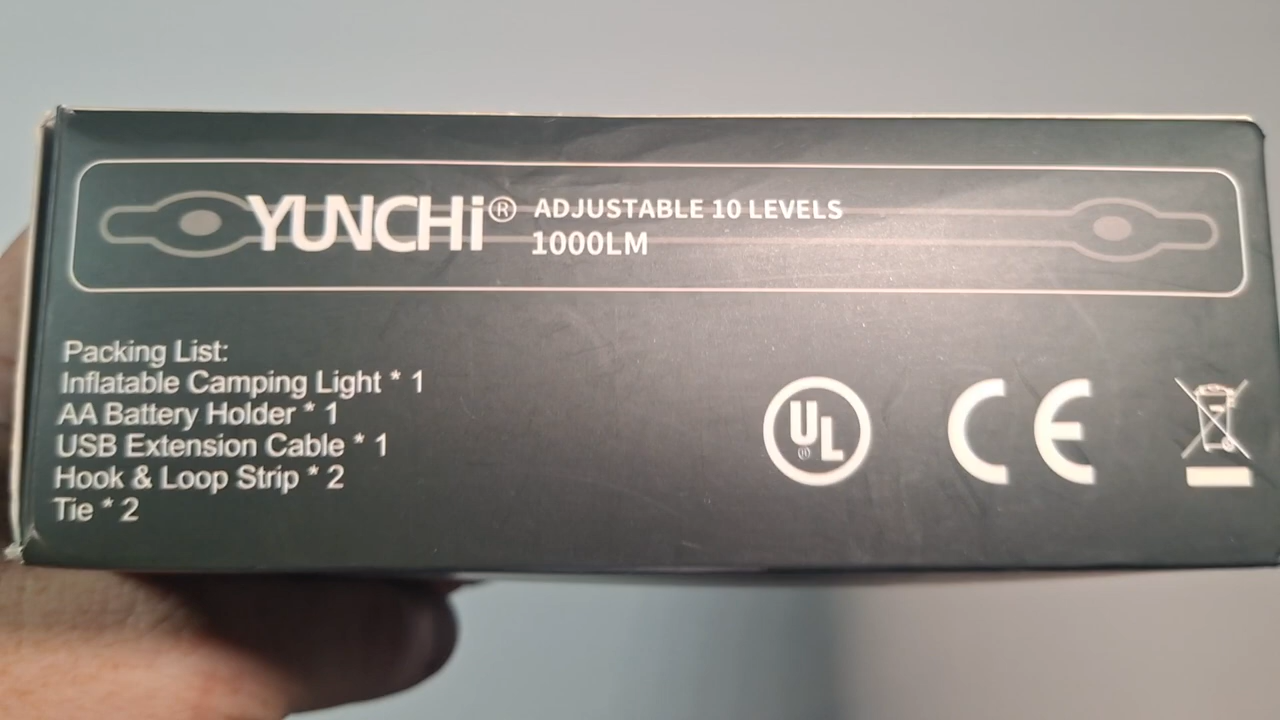 YUNCHi® ADJUSTABLE 10 LEVELS
1000LM
Packing List:
Inflatable Camping Light * 1
AA Battery Holder * 1
USB Extension Cable * 1
Hook & Loop Strip * 2
Tie * 2
UL ®
CE